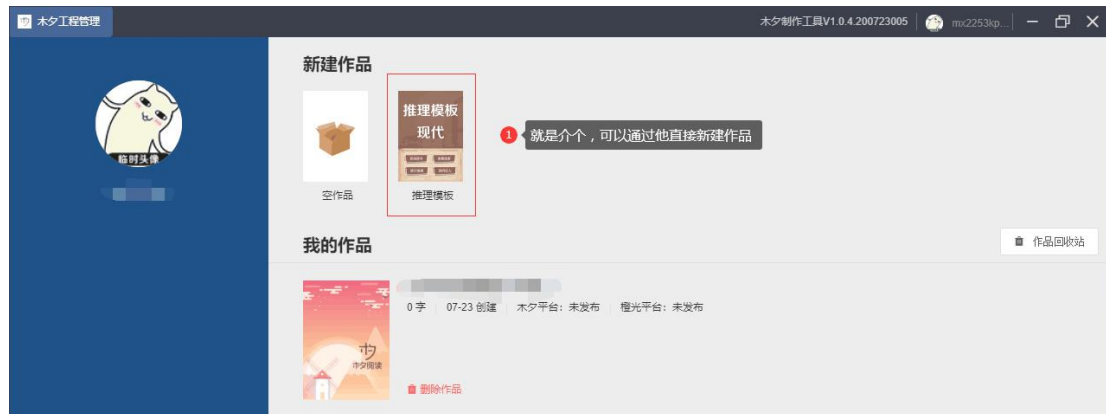 木夕工程管理
木夕制作工具V1.0.4.200723005
mx2253kp...
临时头像
新建作品
推理模板
现代
1 就是介个，可以通过他直接新建作品
空作品
推理模板
我的作品
作品回收站
0 字 07-23 创建 木夕平台：未发布 橙光平台：未发布
木夕阅读
删除作品